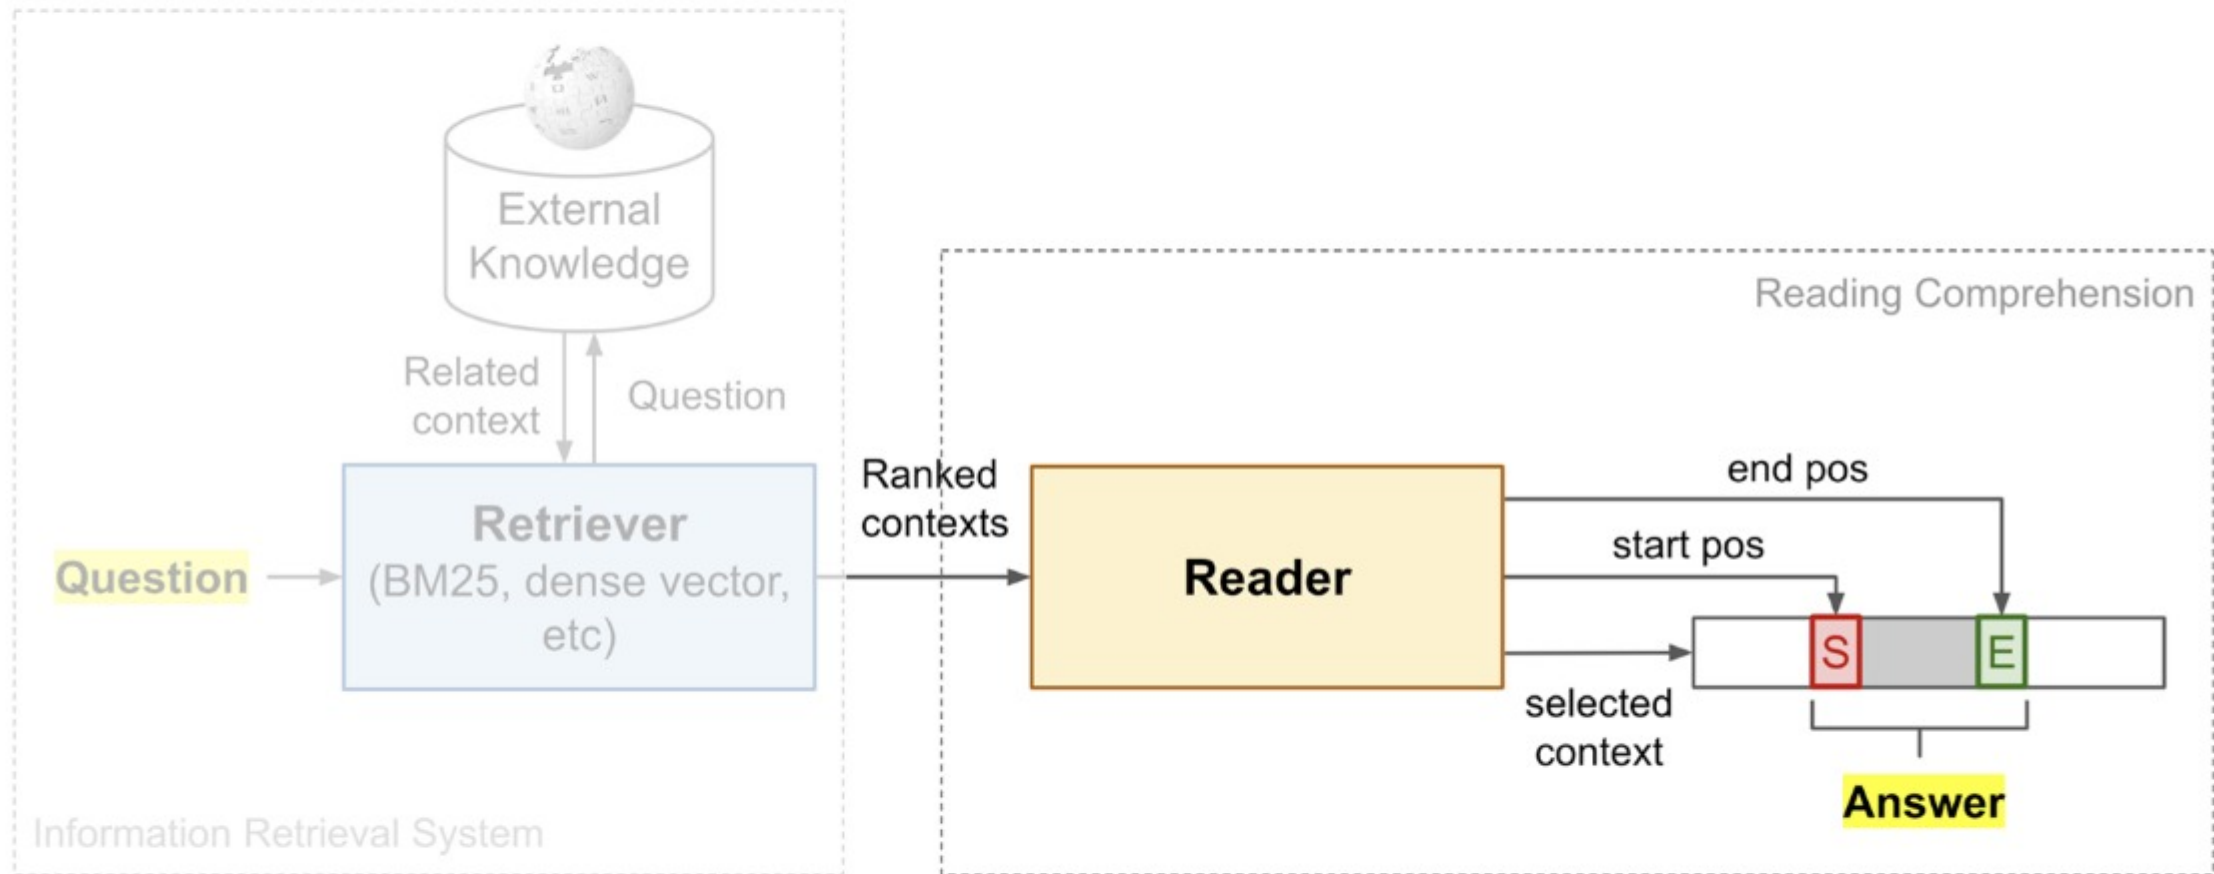 External
Knowledge
Related
context
Question
Question
Retriever
(BM25, dense vector,
etc)
Information Retrieval System
Ranked
contexts
Reading Comprehension
Reader
end pos
start pos
selected
context
S
E
Answer